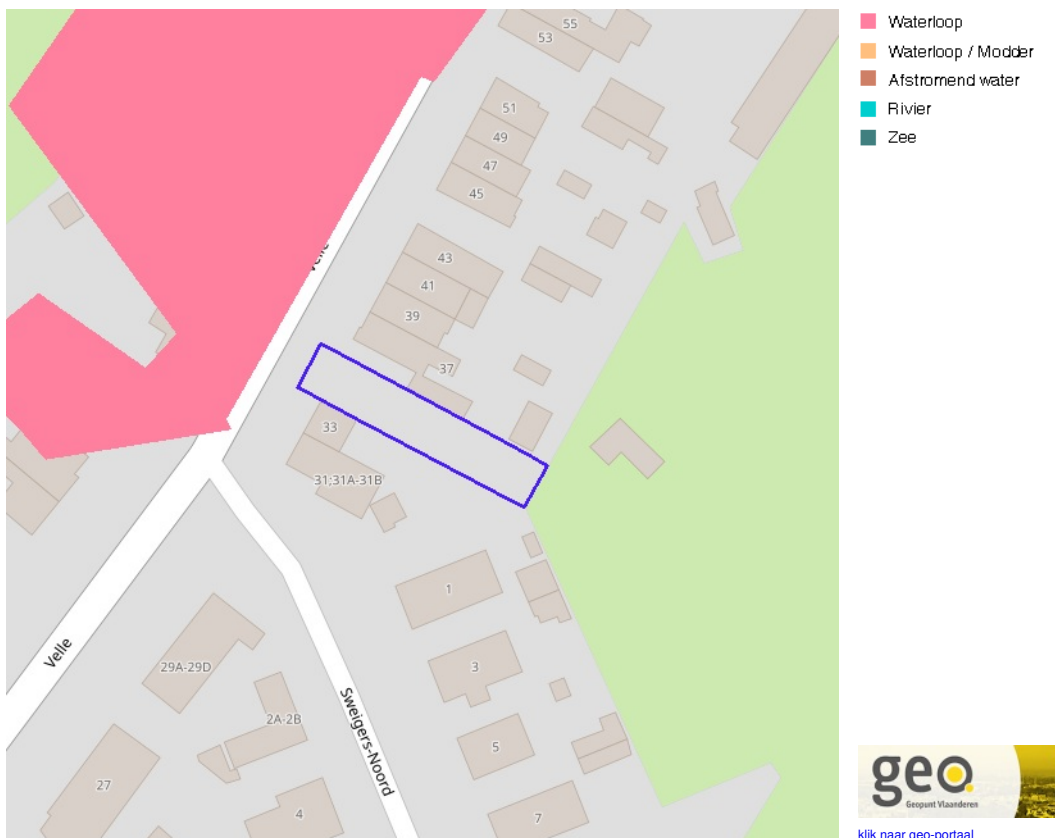 55
53
51
49
47
45
Velle
43
41
39
37
33
31;31A-31B
1
Velle
29A-29D
3
2A-2B
Sweigers-Noord
5
27
4
7
Waterloop
Waterloop / Modder
Afstromend water
Rivier
Zee
geo.
Geopunt Vlaanderen
klik naar geo-portaal